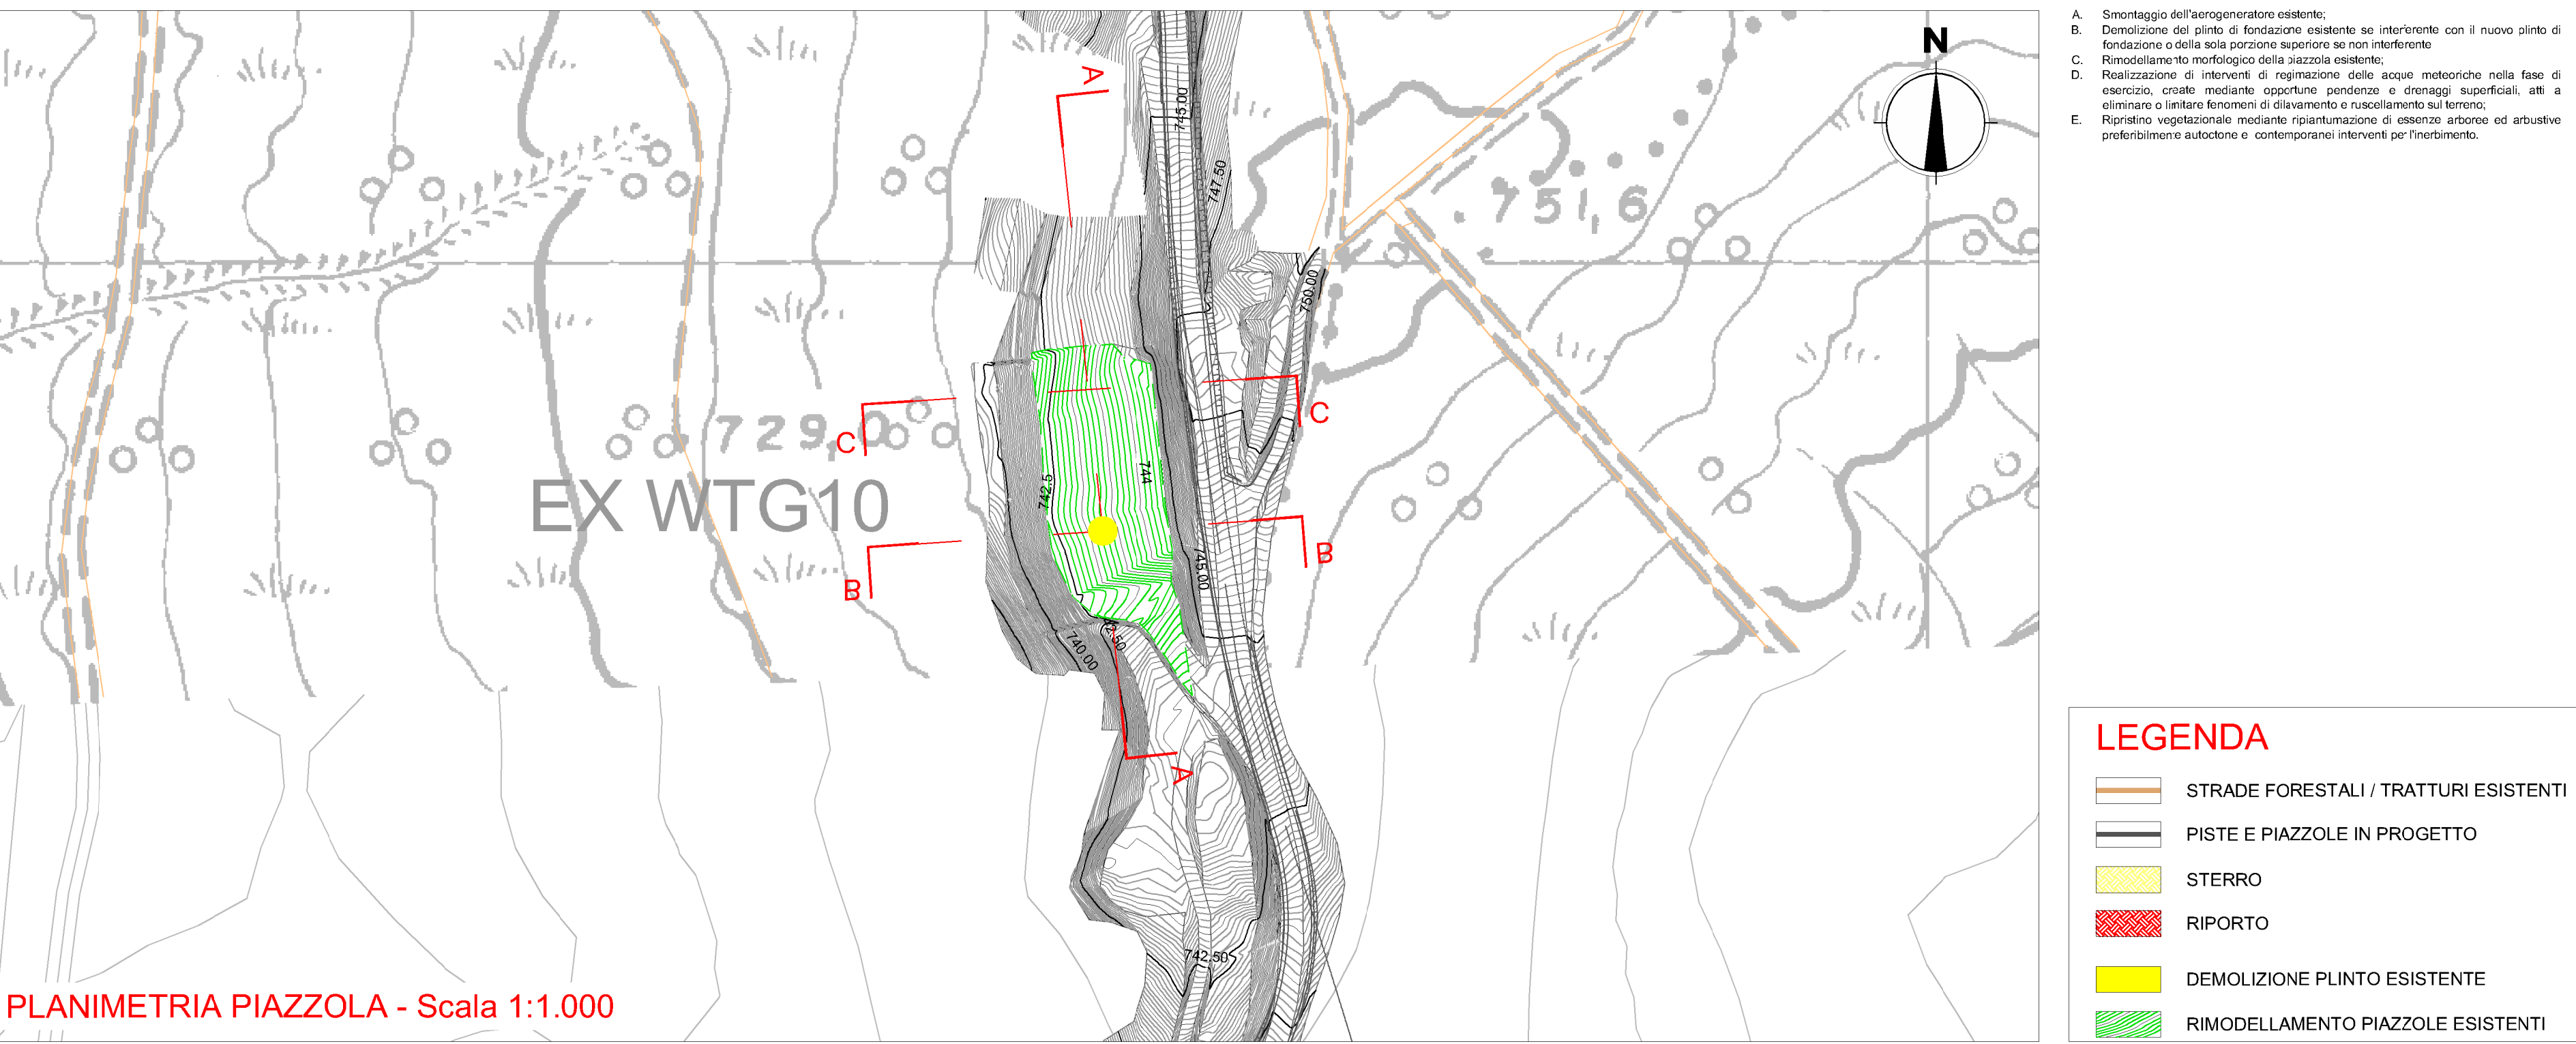 A. Smontaggio dell'aerogeneratore esistente;
B. Demolizione del plinto di fondazione esistente se interferente con il nuovo plinto di
fondazione o della sola porzione superiore se non interferente
C. Rimodellamento morfologico della piazzola esistente;
D. Realizzazione di interventi di regimazione delle acque meteoriche nella fase di
esercizio, create mediante opportune pendenze e drenaggi superficiali, atti a
eliminare o limitare fenomeni di dilavamento e ruscellamento sul terreno;
E. Ripristino vegetazionale mediante ripiantumazione di essenze arboree ed arbustive
preferibilmente autoctone e contemporanei interventi per l'inerbimento.
N
A
745.00
747.50
.751,6
750.00
C
C
729,0
742.5
744
EX WTG10
B
B
745.00
740.00
42.50
A
742.50
PLANIMETRIA PIAZZOLA - Scala 1:1.000
LEGENDA
STRADE FORESTALI / TRATTURI ESISTENTI
PISTE E PIAZZOLE IN PROGETTO
STERRO
RIPORTO
DEMOLIZIONE PLINTO ESISTENTE
RIMODELLAMENTO PIAZZOLE ESISTENTI